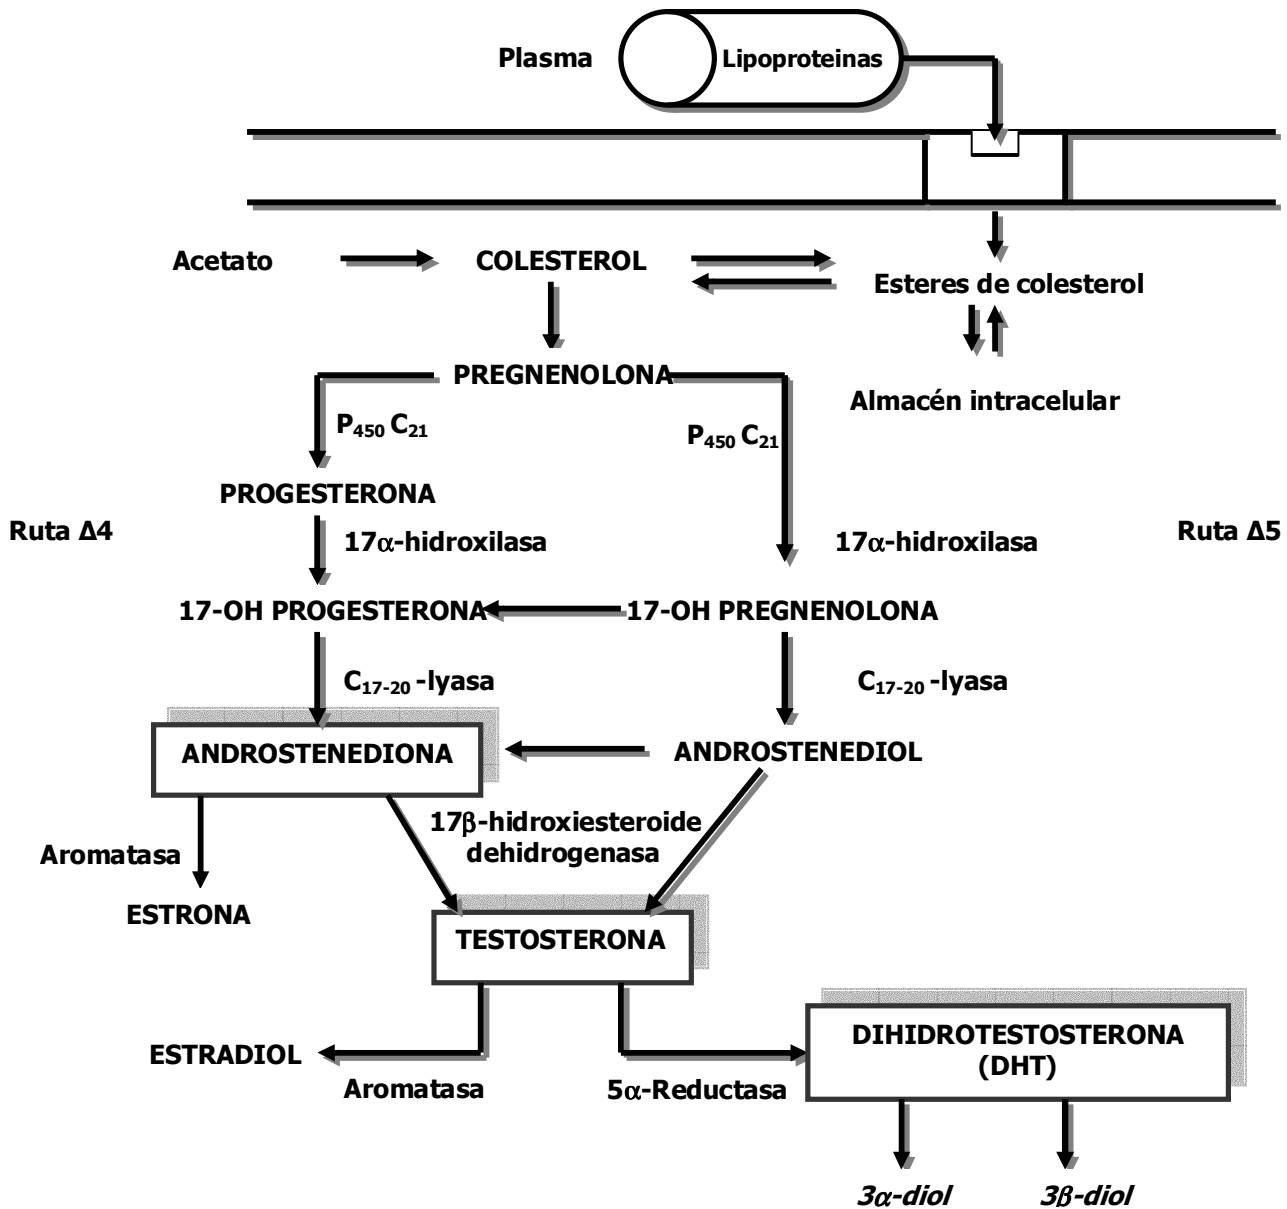 Plasma
Lipoproteinas
Acetato
COLESTEROL
Esteres de colesterol
PREGNENOLONA
Almacén intracelular
P450 C21
P450 C21
PROGESTERONA
Ruta Δ4
17α-hidroxilasa
17α-hidroxilasa
Ruta Δ5
17-OH PROGESTERONA
17-OH PREGNENOLONA
C17-20 -lyasa
C17-20 -lyasa
ANDROSTENEDIONA
ANDROSTENEDIOL
17β-hidroxiesteroide
dehidrogenasa
Aromatasa
ESTRONA
TESTOSTERONA
ESTRADIOL
Aromatasa
5α-Reductasa
DIHIDROTESTOSTERONA
(DHT)
3α-diol
3β-diol